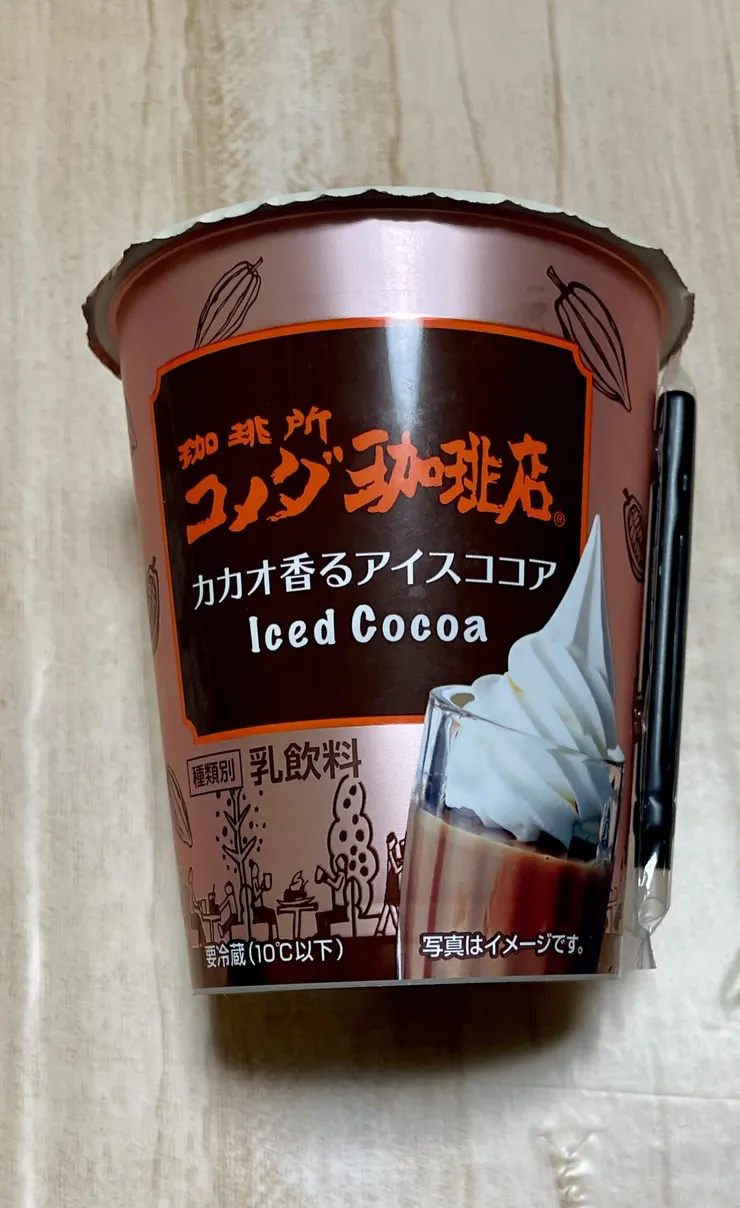 珈琲所
コメダ珈琲店®
カカオ香るアイスココア
Iced Cocoa
種類別 乳飲料
要冷蔵(10℃以下)
写真はイメージです。